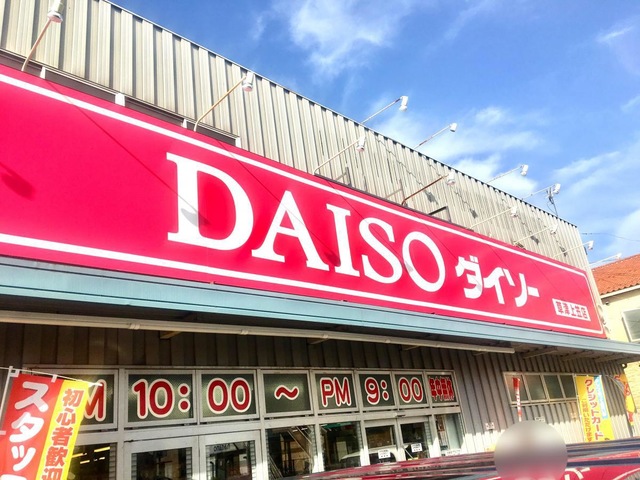 DAISO ダイソー
M 10:00 ～ PM 9:00
スタッ
初心者歓迎
クレジットカード